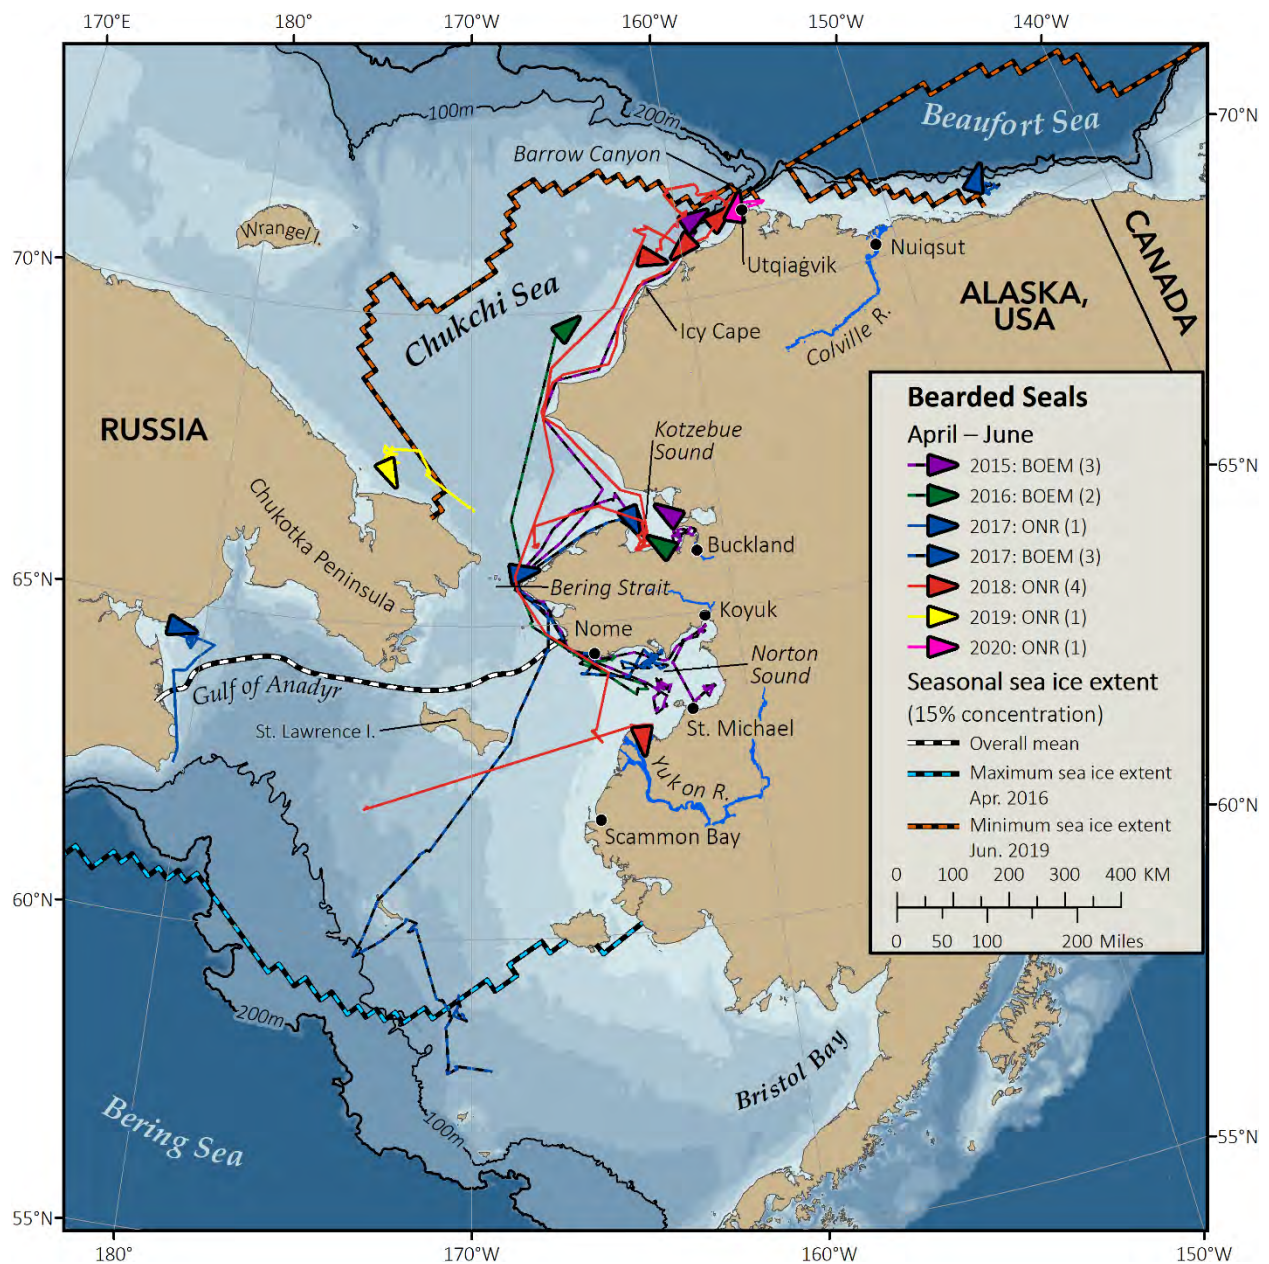 170°E 180° 170°W 160°W 150°W 140°W
Beaufort Sea
100m
200m
70°N
Barrow Canyon
Wrangel I.
CANADA
Utqiaġvik
Nuiqsut
70°N
Chukchi Sea
ALASKA,
USA
Icy Cape
Colville R.
RUSSIA
Kotzebue
Sound
65°N
Chukotka Peninsula
Buckland
65°N
Bering Strait
Koyuk
Nome
Norton
Sound
Gulf of Anadyr
St. Lawrence I.
St. Michael
Yukon R.
60°N
Scammon Bay
60°N
200m
Bristol Bay
100m
Bering Sea
55°N
55°N
180° 170°W 160°W 150°W
Bearded Seals
April – June
2015: BOEM (3)
2016: BOEM (2)
2017: ONR (1)
2017: BOEM (3)
2018: ONR (4)
2019: ONR (1)
2020: ONR (1)
Seasonal sea ice extent
(15% concentration)
Overall mean
Maximum sea ice extent
Apr. 2016
Minimum sea ice extent
Jun. 2019
0 100 200 300 400 KM
0 50 100 200 Miles